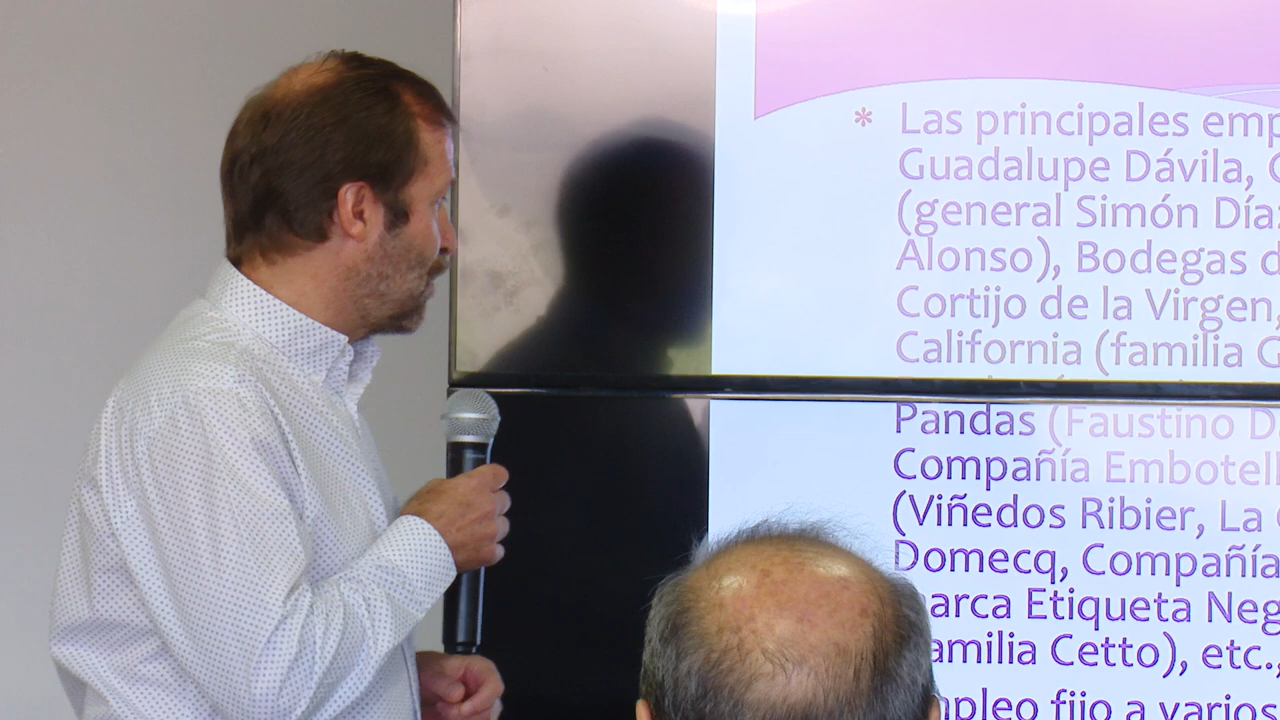 * Las principales emp
Guadalupe Dávila,
(general Simón Díaz
Alonso), Bodegas d
Cortijo de la Virgen,
California (familia G
Pandas (Faustino D
Compañía Embotell
(Viñedos Ribier, La
Domecq, Compañía
arca Etiqueta Neg
amilia Cetto), etc.,
mpleo fijo a varios